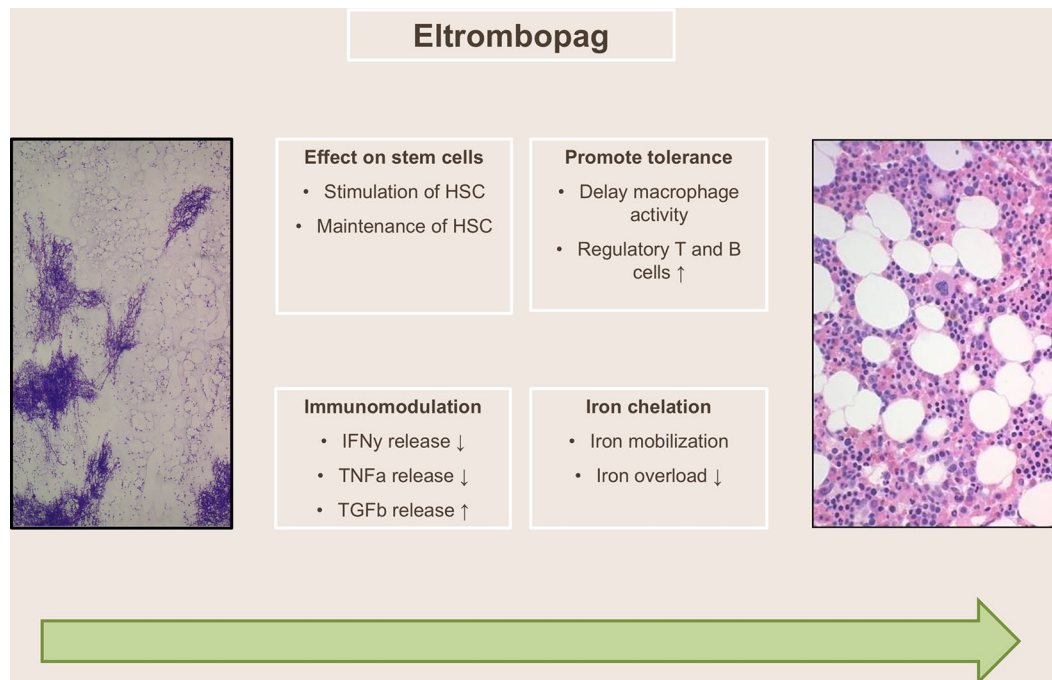 Eltrombopag
Effect on stem cells
• Stimulation of HSC
• Maintenance of HSC
Promote tolerance
• Delay macrophage
activity
• Regulatory T and B
cells ↑
Immunomodulation
• IFNy release ↓
• TNFa release ↓
• TGFb release ↑
Iron chelation
• Iron mobilization
• Iron overload ↓